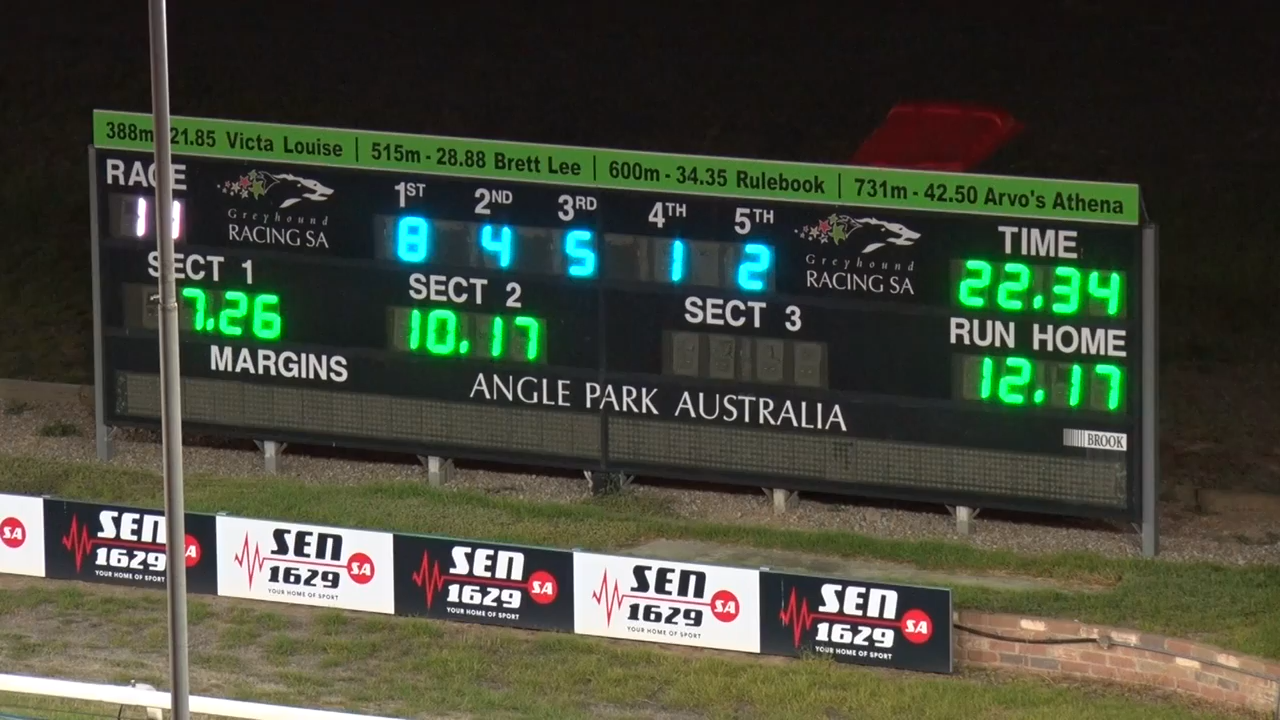 388m 21.85 Victa Louise | 515m - 28.88 Brett Lee | 600m - 34.35 Rulebook | 731m - 42.50 Arvo's Athena
RACE
11
Greyhound
RACING SA
1ST 2ND 3RD 4TH 5TH
8 4 5 1 2
Greyhound
RACING SA
TIME
22.34
SECT 1
7.26
SECT 2
10.17
SECT 3
RUN HOME
12.17
MARGINS
ANGLE PARK AUSTRALIA
BROOK
SA
SEN
1629
SA
YOUR HOME OF SPORT
SEN
1629
SA
YOUR HOME OF SPORT
SEN
1629
SA
YOUR HOME OF SPORT
SEN
1629
SA
YOUR HOME OF SPORT
SEN
1629
SA
YOUR HOME OF SPORT